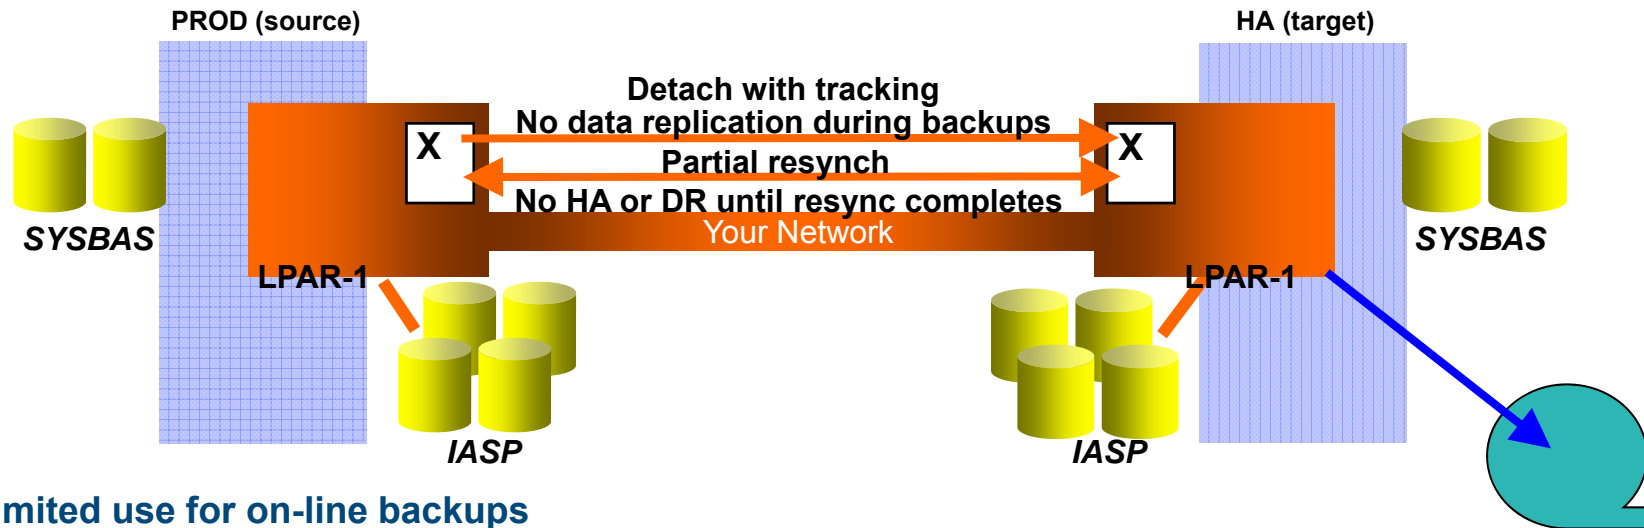 PROD (source)
HA (target)
Detach with tracking
No data replication during backups
X
X
Partial resynch
No HA or DR until resync completes
Your Network
SYSBAS
SYSBAS
LPAR-1
LPAR-1
IASP
IASP
mited use for on-line backups